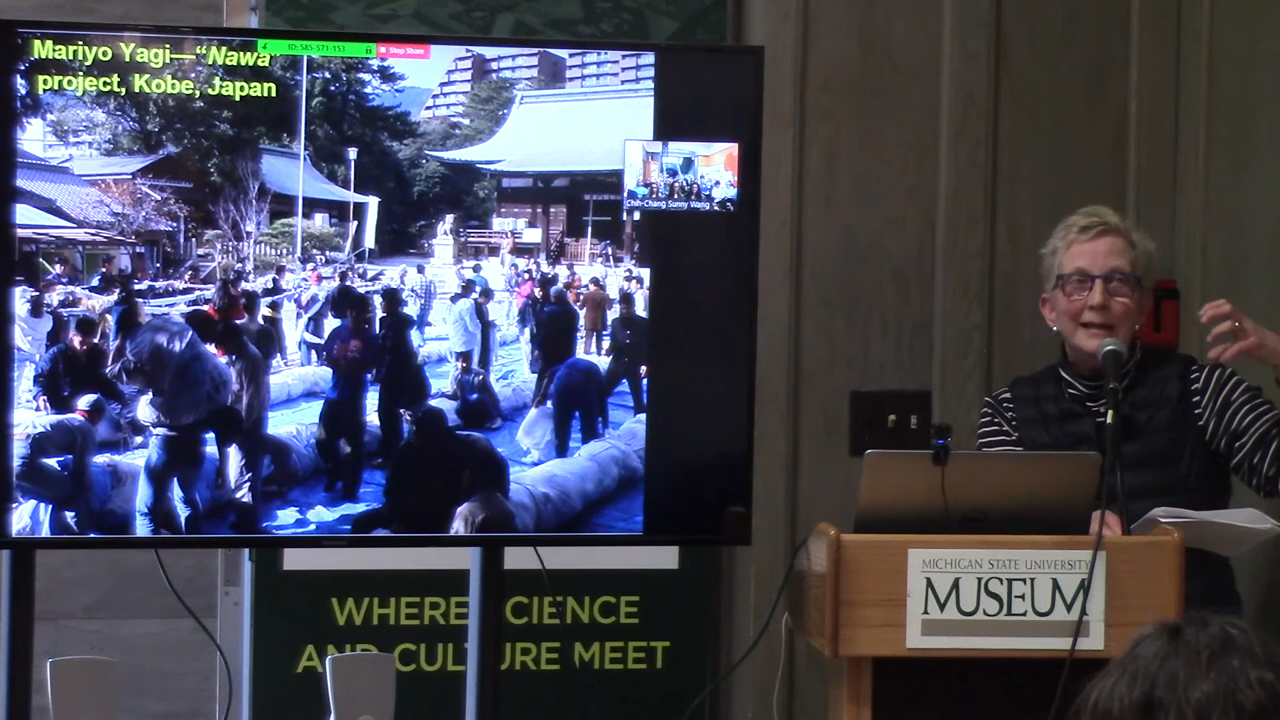 Mariyo Yagi—“Nawa”
project, Kobe, Japan
ID: 585-571-153
Stop Share
Chih-Chang Sunny Wang
MICHIGAN STATE UNIVERSITY
MUSEUM
WHERE CIENCE
AND CULTURE MEET